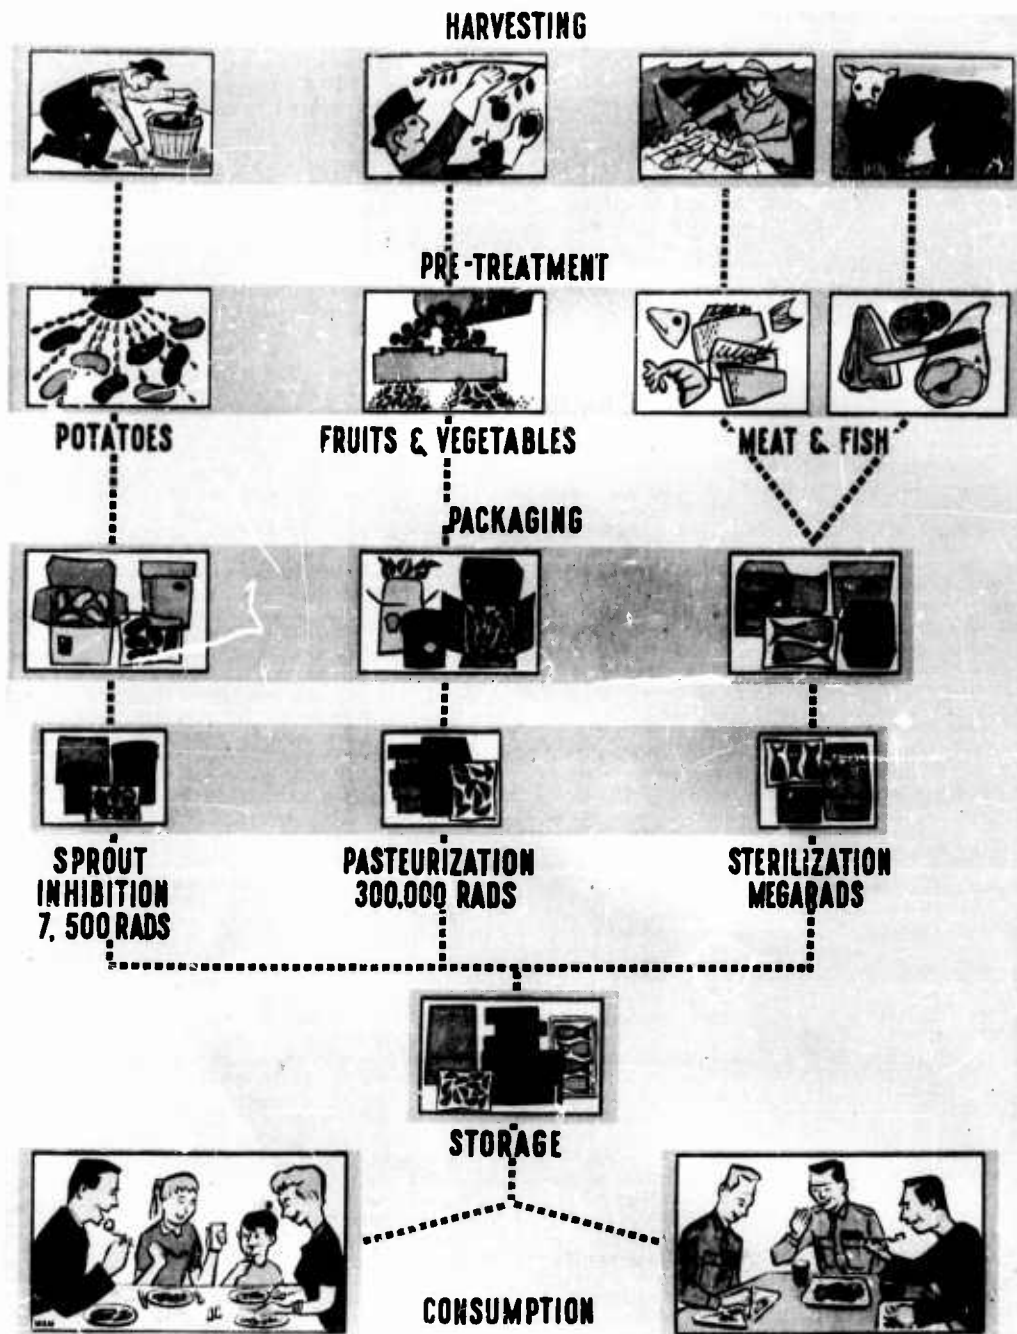 HARVESTING
PRE-TREATMENT
POTATOES
FRUITS & VEGETABLES
MEAT & FISH
PACKAGING
SPROUT
INHIBITION
7,500 RADS
PASTEURIZATION
300,000 RADS
STERILIZATION
MEGARADS
STORAGE
CONSUMPTION